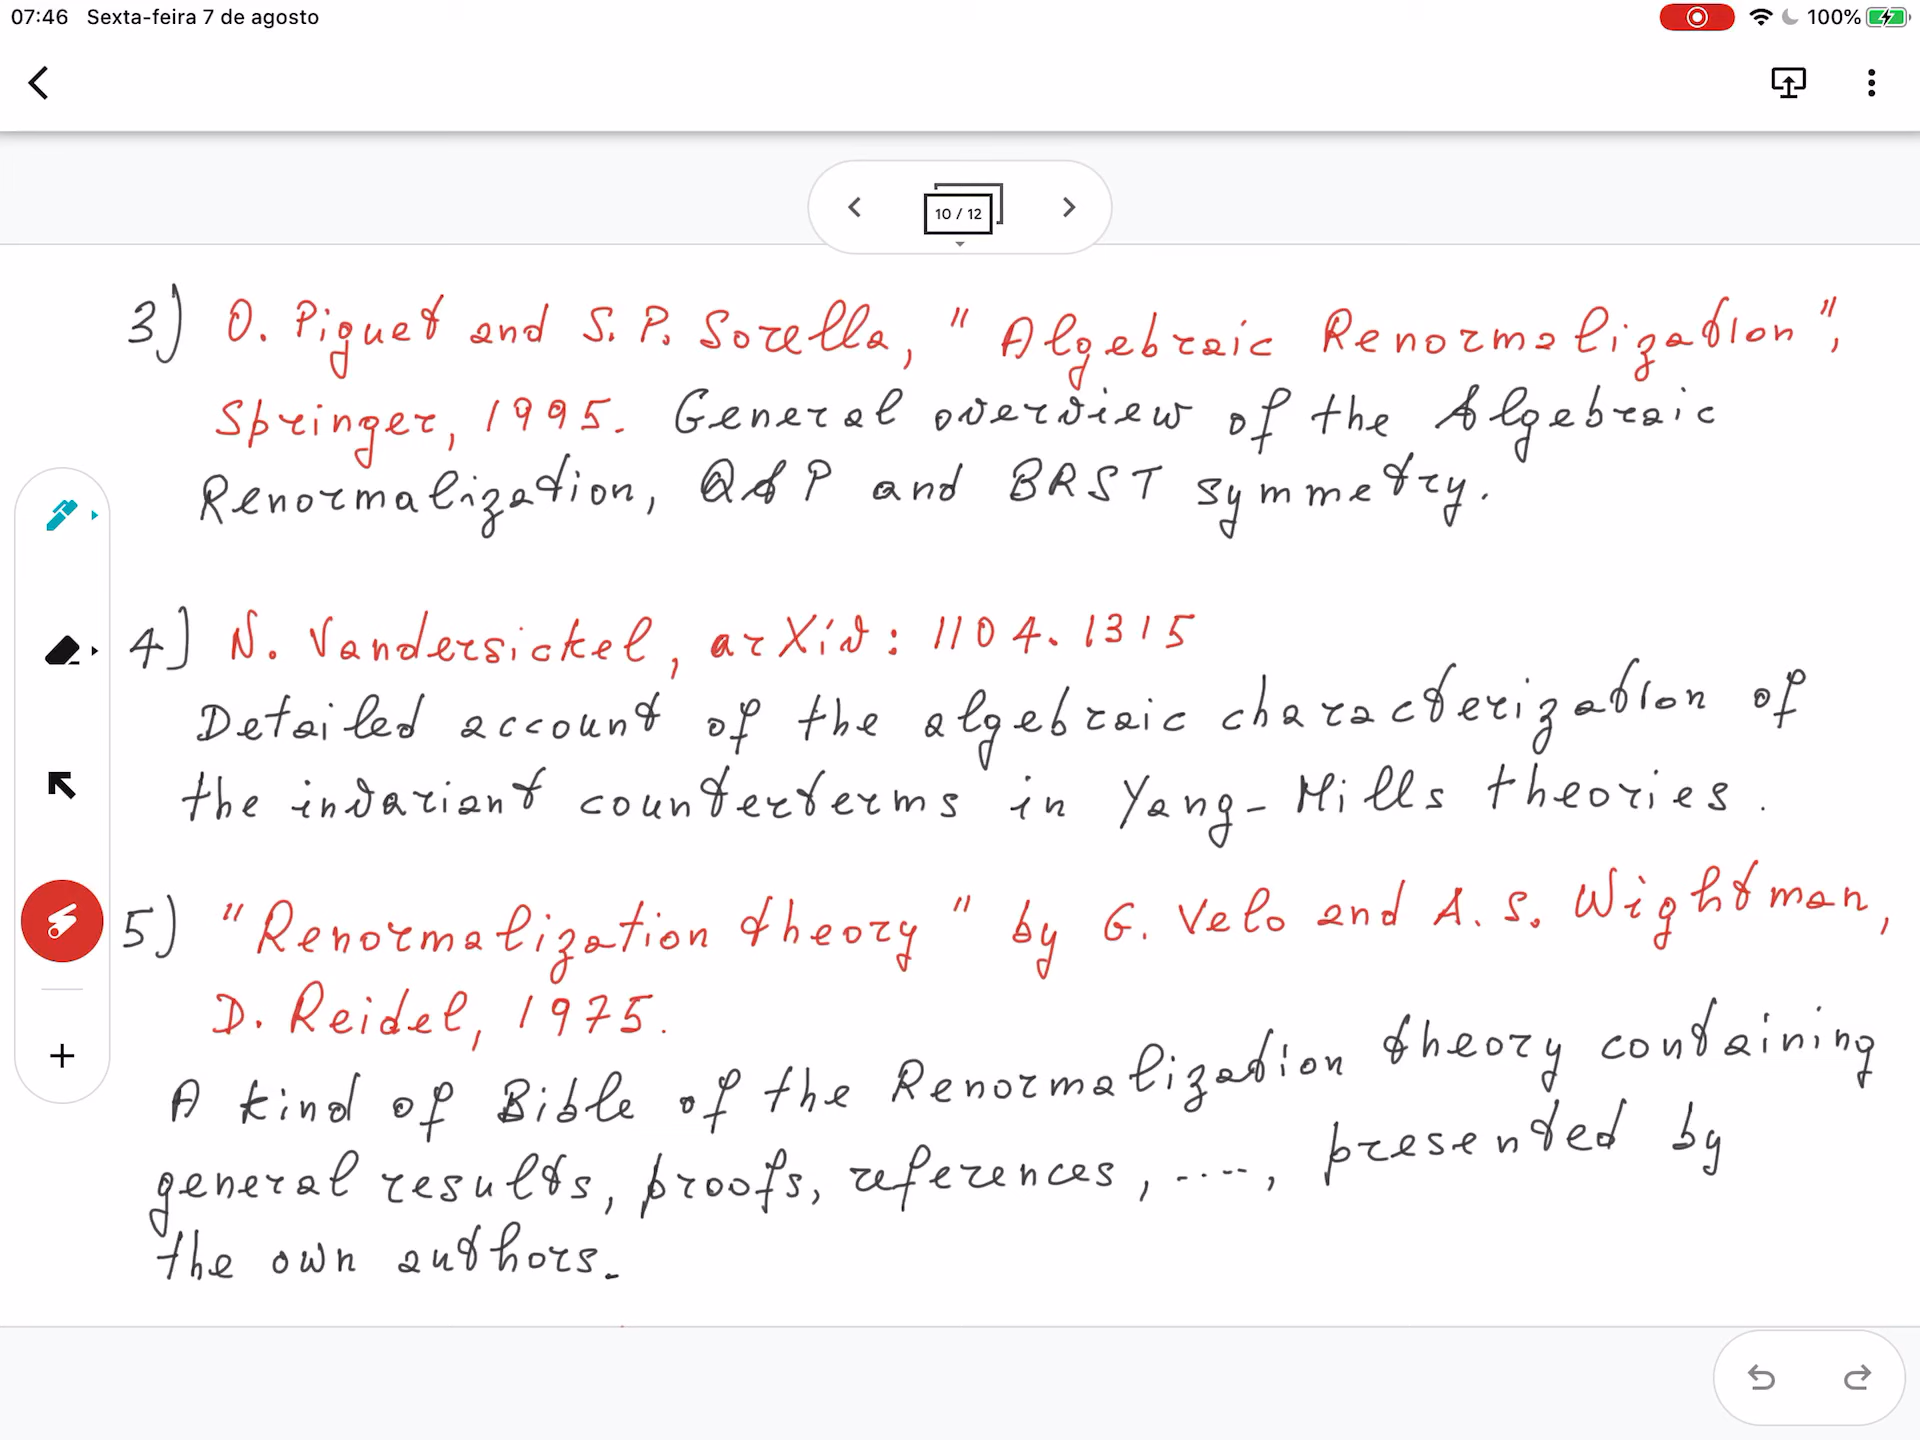 07:46 Sexta-feira 7 de agosto 100%
10 / 12
3) O. Piguet and S. P. Sorella, "Algebraic Renormalization",
Springer, 1995. General overview of the Algebraic
Renormalization, QAP and BRST symmetry.
4) N. Vandersickel, arXiv: 1104.1315
Detailed account of the algebraic characterization of
the invariant counterterms in Yang-Mills theories.
5) "Renormalization theory" by G. Velo and A. S. Wightman,
D. Reidel, 1975.
A kind of Bible of the Renormalization theory containing
general results, proofs, references, ...., presented by
the own authors.